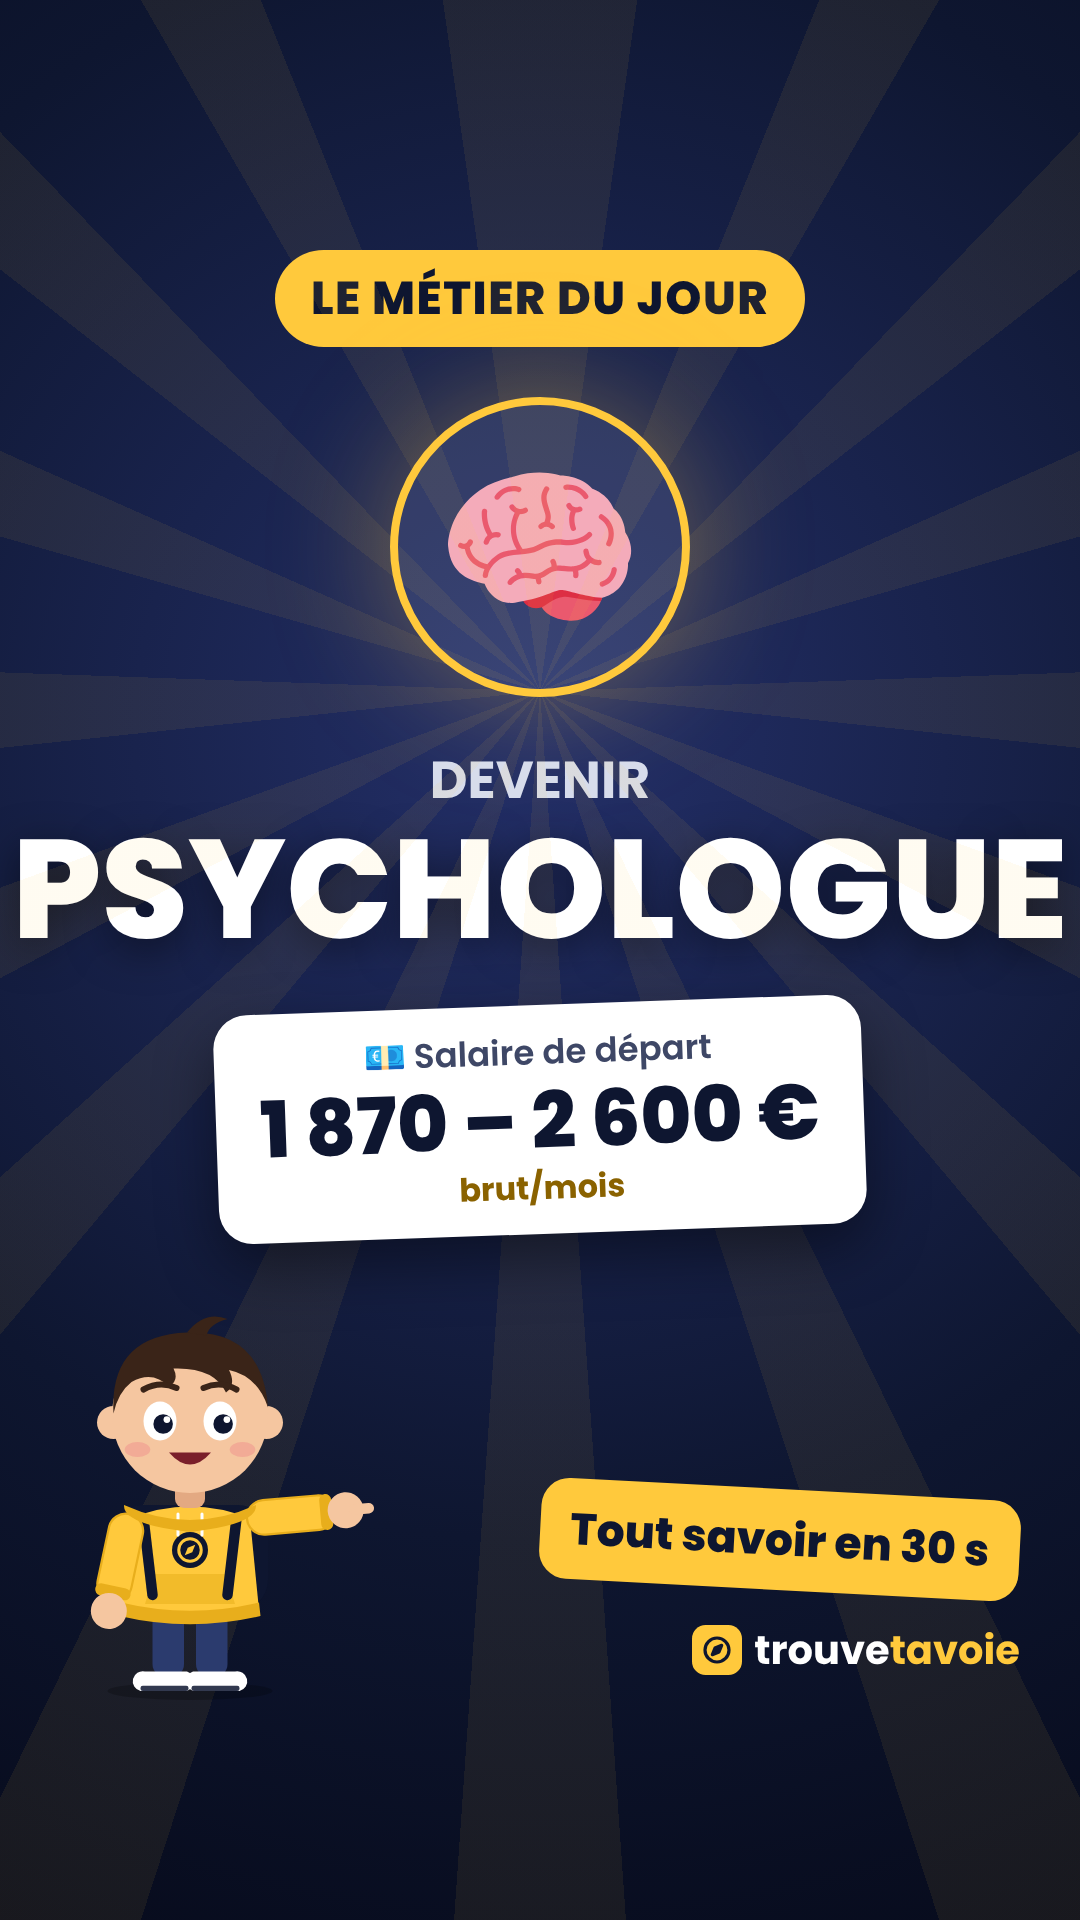 LE MÉTIER DU JOUR
DEVENIR
PSYCHOLOGUE
💶 Salaire de départ
1 870 – 2 600 €
brut/mois
Tout savoir en 30 s
trouvetavoie